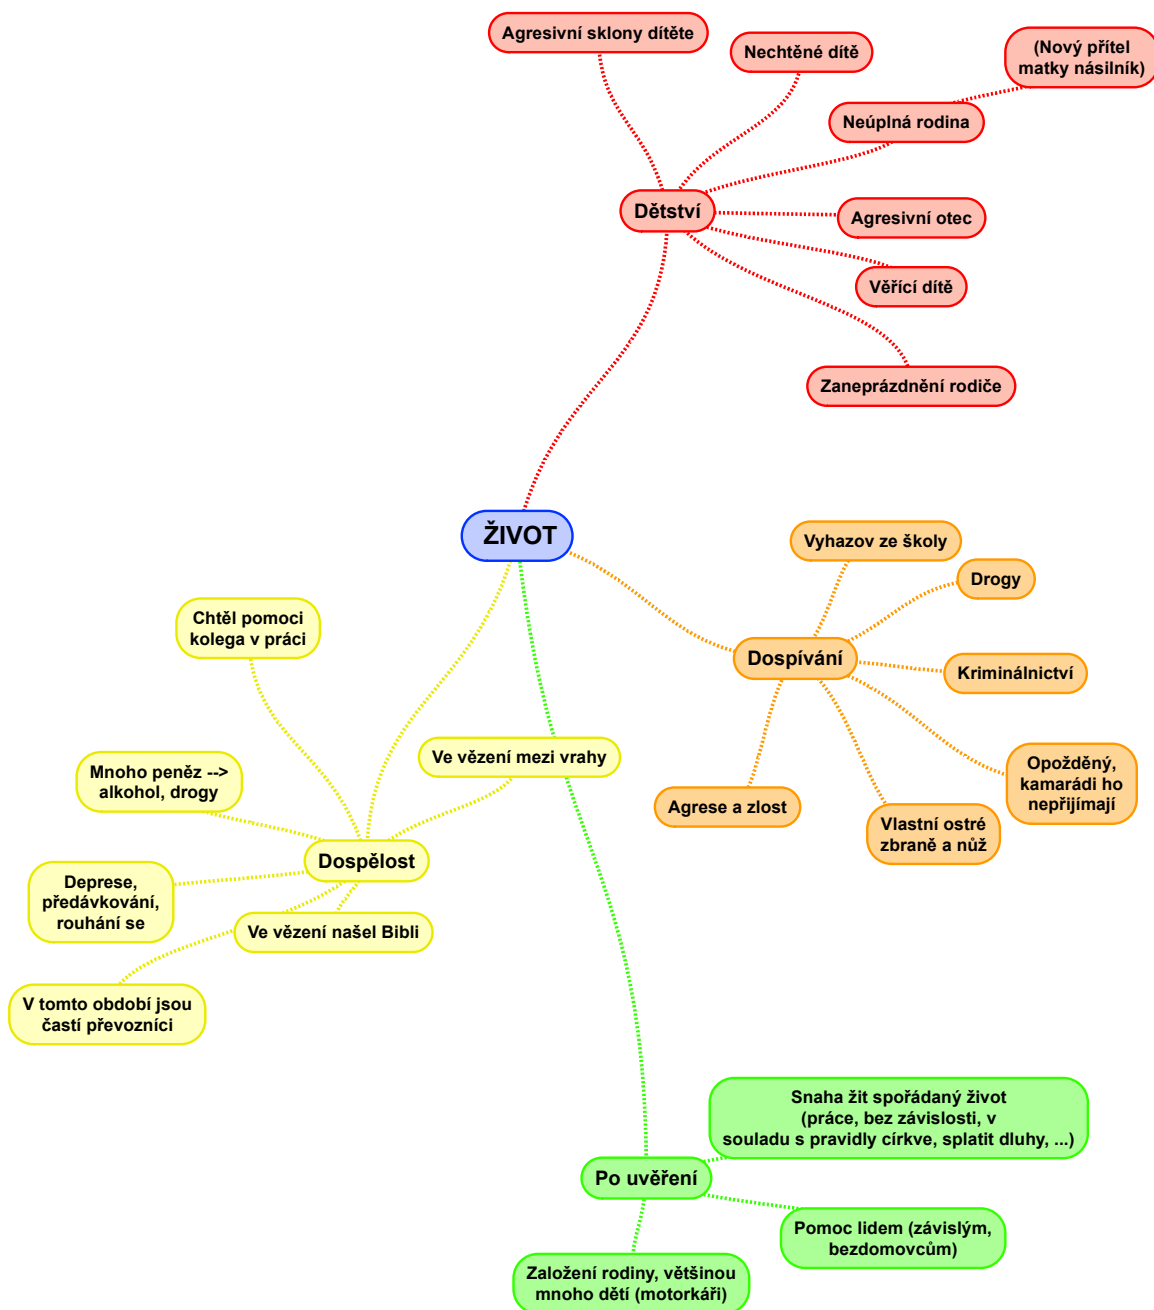 Agresivní sklony dítěte
Nechtěné dítě
(Nový přítel
matky násilník)
Neúplná rodina
Dětství
Agresivní otec
Věřící dítě
Zaneprázdnění rodiče
ŽIVOT
Vyhazov ze školy
Drogy
Dospívání
Kriminálnictví
Opožděný,
kamarádi ho
nepřijímají
Vlastní ostré
zbraně a nůž
Agrese a zlost
Chtěl pomoci
kolega v práci
Ve vězení mezi vrahy
Mnoho peněz -->
alkohol, drogy
Dospělost
Deprese,
předávkování,
rouhání se
Ve vězení našel Bibli
V tomto období jsou
častí převozníci
Snaha žit spořádaný život
(práce, bez závislosti, v
souladu s pravidly církve, splatit dluhy, ...)
Po uvěření
Pomoc lidem (závislým,
bezdomovcům)
Založení rodiny, většinou
mnoho dětí (motorkáři)